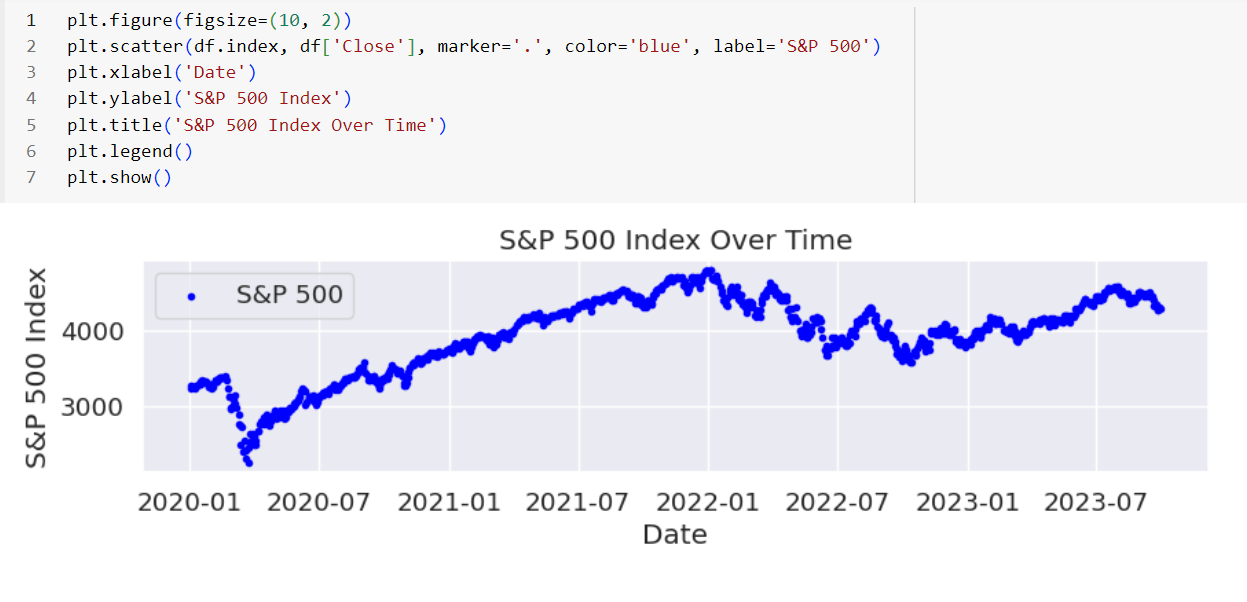 1 plt.figure(figsize=(10, 2))
2 plt.scatter(df.index, df['Close'], marker='.', color='blue', label='S&P 500')
3 plt.xlabel('Date')
4 plt.ylabel('S&P 500 Index')
5 plt.title('S&P 500 Index Over Time')
6 plt.legend()
7 plt.show()
S&P 500 Index Over Time
S&P 500
S&P 500 Index
4000
3000
2020-01 2020-07 2021-01 2021-07 2022-01 2022-07 2023-01 2023-07
Date